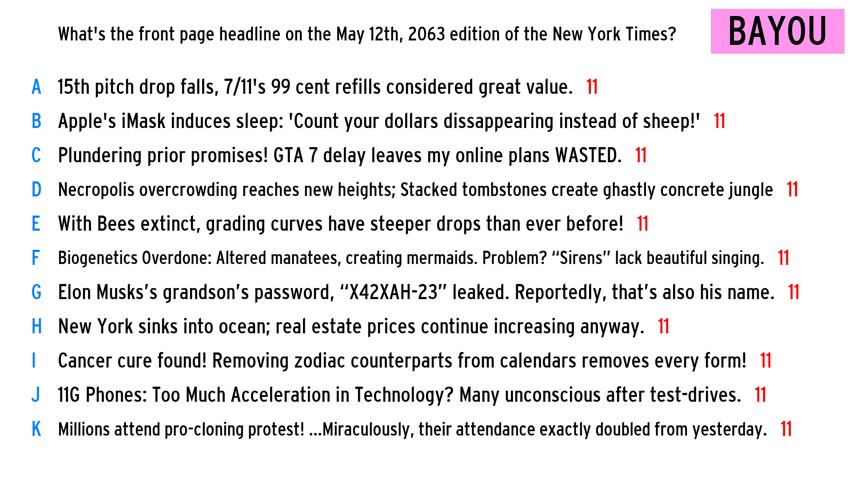 What's the front page headline on the May 12th, 2063 edition of the New York Times?
BAYOU
A 15th pitch drop falls, 7/11's 99 cent refills considered great value. 11
B Apple's iMask induces sleep: 'Count your dollars dissappearing instead of sheep!' 11
C Plundering prior promises! GTA 7 delay leaves my online plans WASTED. 11
D Necropolis overcrowding reaches new heights; Stacked tombstones create ghastly concrete jungle 11
E With Bees extinct, grading curves have steeper drops than ever before! 11
F Biogenetics Overdone: Altered manatees, creating mermaids. Problem? “Sirens” lack beautiful singing. 11
G Elon Musks’s grandson’s password, “X42XAH-23” leaked. Reportedly, that’s also his name. 11
H New York sinks into ocean; real estate prices continue increasing anyway. 11
I Cancer cure found! Removing zodiac counterparts from calendars removes every form! 11
J 11G Phones: Too Much Acceleration in Technology? Many unconscious after test-drives. 11
K Millions attend pro-cloning protest! ...Miraculously, their attendance exactly doubled from yesterday. 11